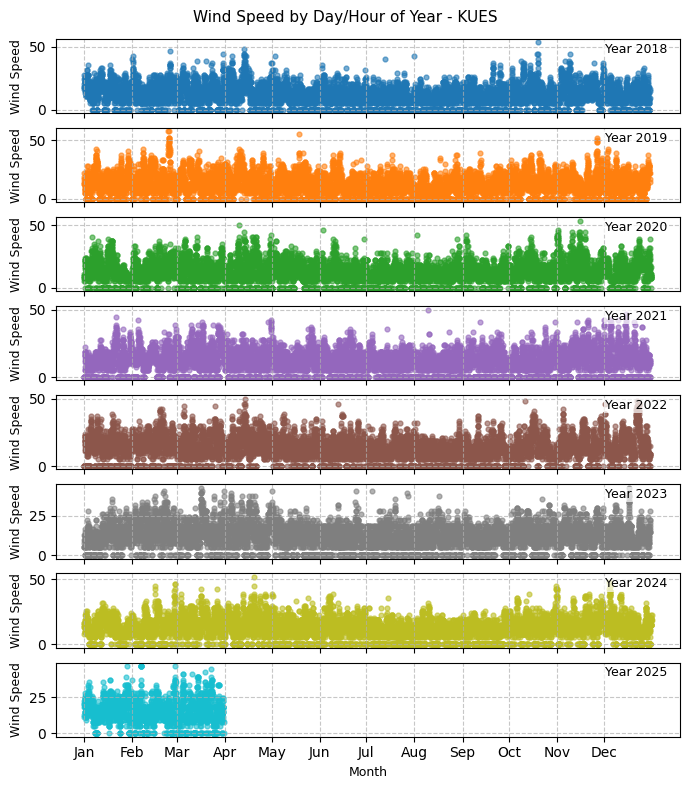 Wind Speed by Day/Hour of Year - KUES
Wind Speed
50
0
Year 2018
Wind Speed
50
0
Year 2019
Wind Speed
50
0
Year 2020
Wind Speed
50
0
Year 2021
Wind Speed
50
0
Year 2022
Wind Speed
25
0
Year 2023
Wind Speed
50
0
Year 2024
Wind Speed
25
0
Year 2025
Jan Feb Mar Apr May Jun Jul Aug Sep Oct Nov Dec
Month